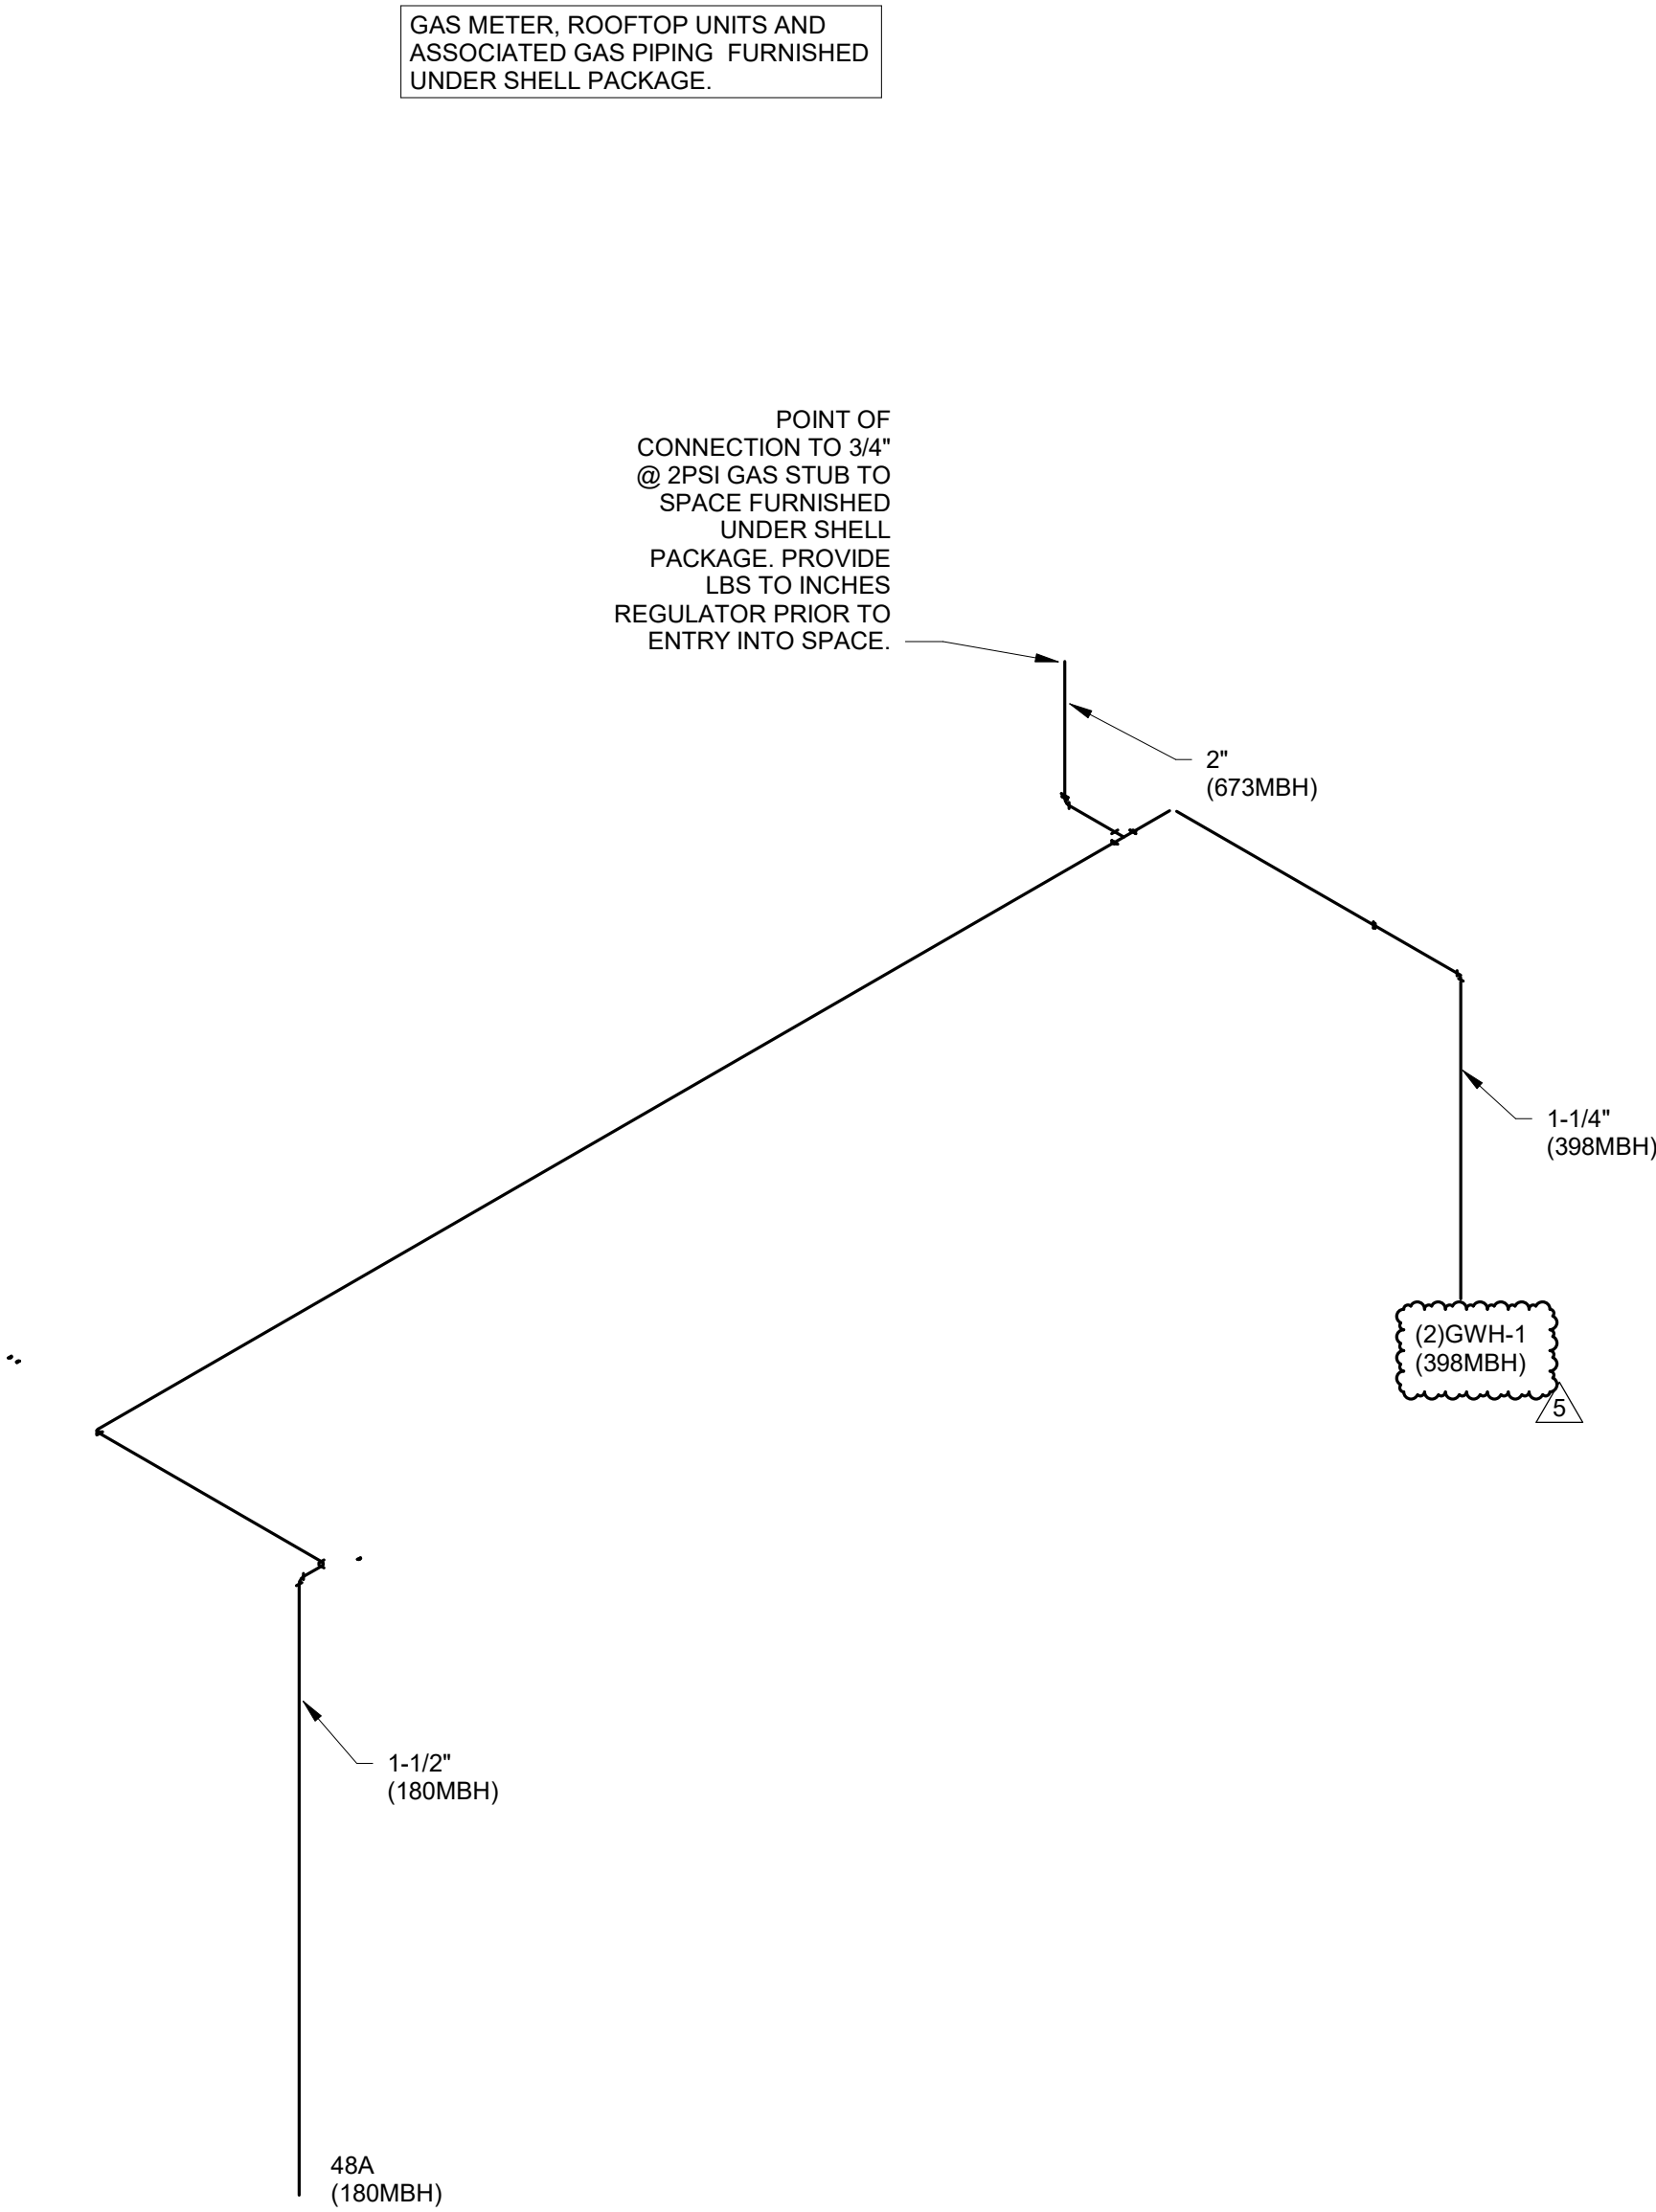 GAS METER, ROOFTOP UNITS AND
ASSOCIATED GAS PIPING FURNISHED
UNDER SHELL PACKAGE.
POINT OF
CONNECTION TO 3/4"
@ 2PSI GAS STUB TO
SPACE FURNISHED
UNDER SHELL
PACKAGE. PROVIDE
LBS TO INCHES
REGULATOR PRIOR TO
ENTRY INTO SPACE.
2"
(673MBH)
1-1/4"
(398MBH)
(2)GWH-1
(398MBH)
5
1-1/2"
(180MBH)
48A
(180MBH)